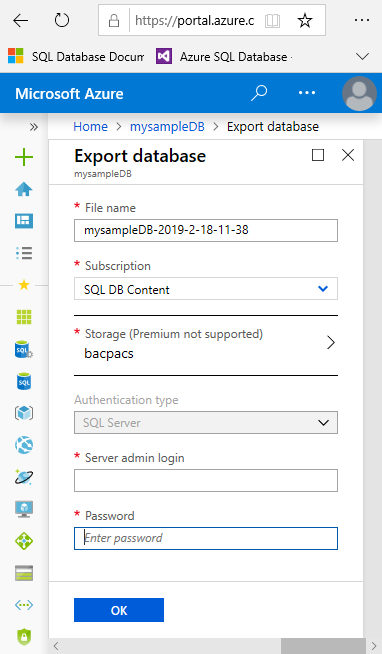 https://portal.azure.c
SQL Database Docum
Azure SQL Database
Microsoft Azure
Home > mysampleDB > Export database
Export database
mysampleDB
* File name
mysampleDB-2019-2-18-11-38
* Subscription
SQL DB Content
* Storage (Premium not supported)
bacpacs
Authentication type
SQL Server
* Server admin login
* Password
Enter password
OK